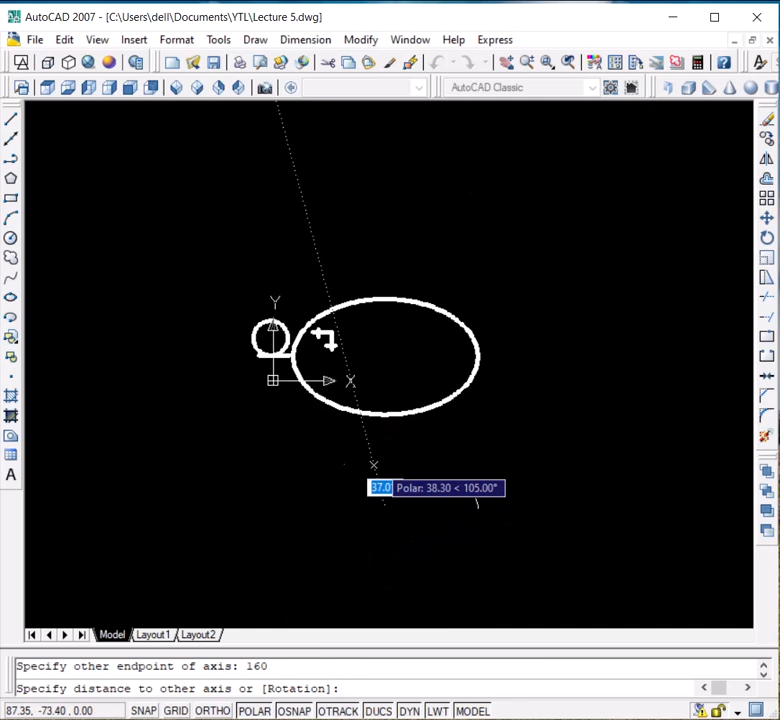 AutoCAD 2007 - [C:\Users\dell\Documents\YTL\Lecture 5.dwg]
File Edit View Insert Format Tools Draw Dimension Modify Window Help Express
AutoCAD Classic
Y
X
Polar: 38.30 < 105.00°
Model Layout1 Layout2
Specify other endpoint of axis: 160
Specify distance to other axis or [Rotation]:
87.35, -73.40, 0.00 SNAP GRID ORTHO POLAR OSNAP OTRACK DUCS DYN LWT MODEL